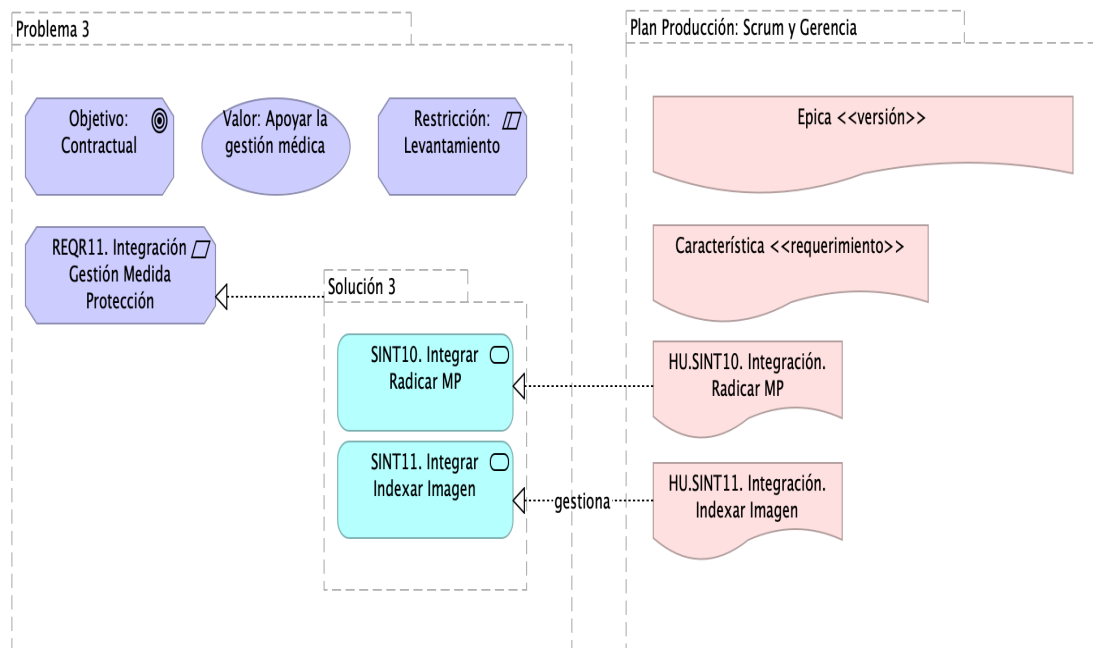 Problema 3
Plan Producción: Scrum y Gerencia
Objetivo:
Contractual
Valor: Apoyar la
gestión médica
Restricción:
Levantamiento
Epica <<versión>>
REQR11. Integración
Gestión Medida
Protección
Característica <<requerimiento>>
Solución 3
SINT10. Integrar
Radicar MP
HU.SINT10. Integración.
Radicar MP
SINT11. Integrar
Indexar Imagen
gestiona
HU.SINT11. Integración.
Indexar Imagen